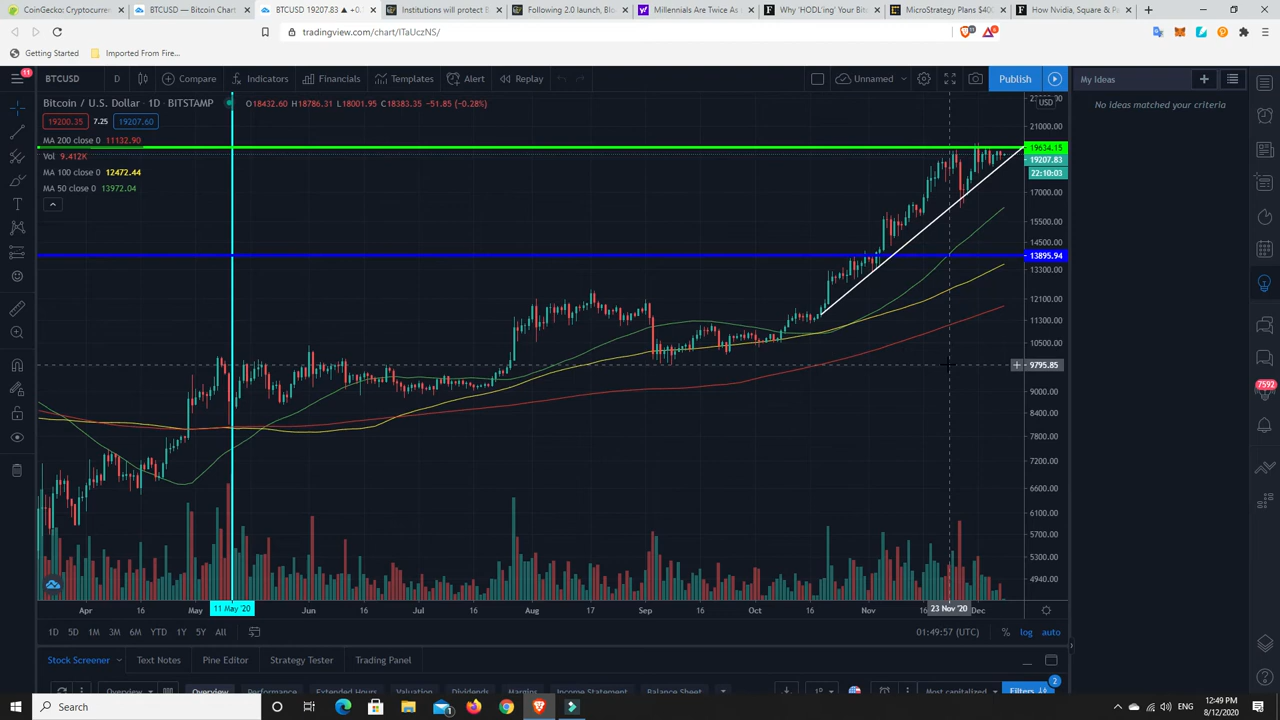 CoinGecko: Cryptocurrenc
BTCUSD — Bitcoin Chart
BTCUSD 19207.83 ▲ +0.
Institutions will protect B
Following 2.0 launch, Blo
Millennials Are Twice As
Why 'HODL'ing' Your Bit
MicroStrategy Plans $400
How Nvidia, Square & Pa
tradingview.com/chart/ITaUczNS/
Getting Started
Imported From Fire...
11
BTCUSD
D
Compare
Indicators
Financials
Templates
Alert
Replay
Unnamed
Publish
My Ideas
No ideas matched your criteria
Bitcoin / U.S. Dollar · 1D · BITSTAMP
O18432.60 H18786.31 L18001.95 C18383.35 −51.85 (−0.28%)
19200.35
7.25
19207.60
MA 200 close 0 11132.90
Vol 9.412K
MA 100 close 0 12472.44
MA 50 close 0 13972.04
USD
21000.00
19634.15
19207.83
22:10:03
17000.00
15500.00
14500.00
13895.94
13300.00
12100.00
11300.00
10500.00
9795.85
9000.00
8400.00
7800.00
7200.00
6600.00
6100.00
5700.00
5300.00
4940.00
7592
Apr
16
May
11 May '20
Jun
16
Jul
16
Aug
17
Sep
16
Oct
16
Nov
16
23 Nov '20
Dec
1D
5D
1M
3M
6M
YTD
1Y
5Y
All
01:49:57 (UTC)
%
log
auto
Stock Screener
Text Notes
Pine Editor
Strategy Tester
Trading Panel
2
Overview
Overview
Performance
Extended Hours
Valuation
Dividends
Margins
Income Statement
Balance Sheet
Most capitalized
Filters
Search
12:49 PM
8/12/2020